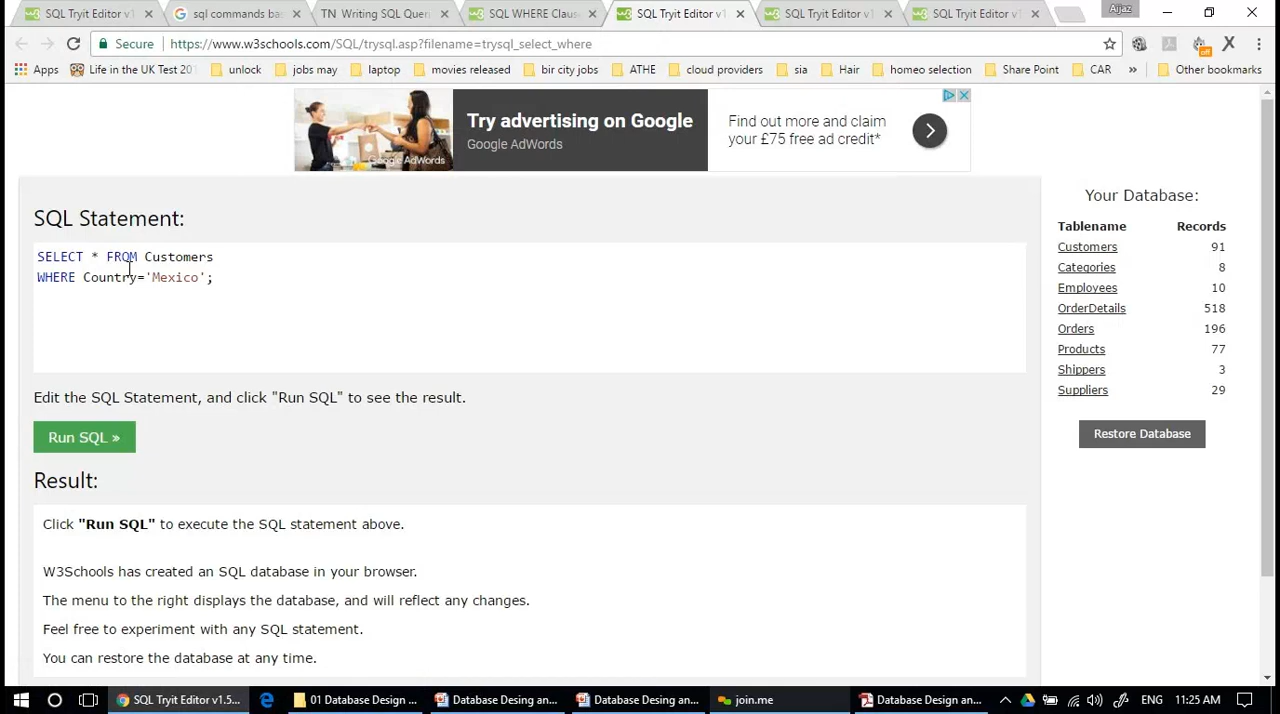 SQL Tryit Editor v1
sql commands ba
TN Writing SQL Quer
SQL WHERE Claus
SQL Tryit Editor v1
SQL Tryit Editor v1
SQL Tryit Editor v1
Aijaz
Secure
https://www.w3schools.com/SQL/trysql.asp?filename=trysql_select_where
off
Apps
Life in the UK Test 201
unlock
jobs may
laptop
movies released
bir city jobs
ATHE
cloud providers
sia
Hair
homeo selection
Share Point
CAR
»
Other bookmarks
Google AdWords
Try advertising on Google
Google AdWords
Find out more and claim
your £75 free ad credit*
SQL Statement:
SELECT * FROM Customers
WHERE Country='Mexico';
Edit the SQL Statement, and click "Run SQL" to see the result.
Run SQL »
Result:
Click "Run SQL" to execute the SQL statement above.
W3Schools has created an SQL database in your browser.
The menu to the right displays the database, and will reflect any changes.
Feel free to experiment with any SQL statement.
You can restore the database at any time.
Your Database:
Tablename Records
Customers 91
Categories 8
Employees 10
OrderDetails 518
Orders 196
Products 77
Shippers 3
Suppliers 29
Restore Database
SQL Tryit Editor v1.5...
01 Database Design ...
Database Desing an...
Database Desing an...
join.me
Database Design an...
ENG
11:25 AM